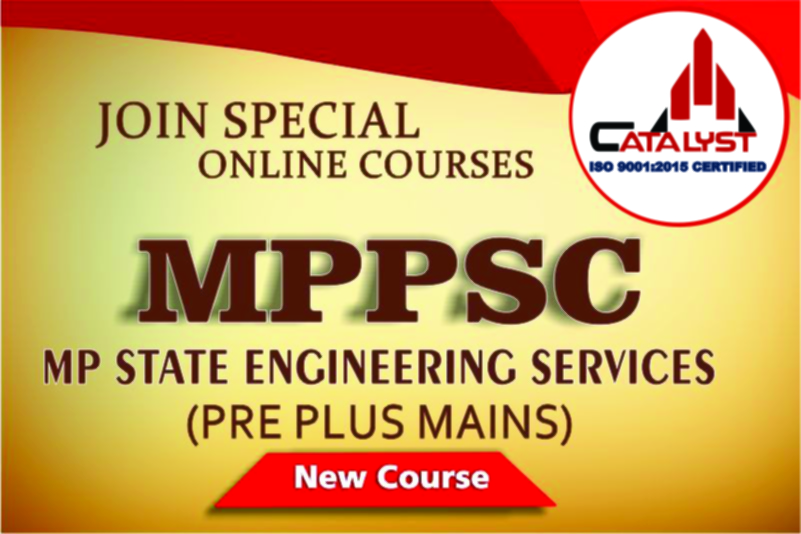 JOIN SPECIAL
ONLINE COURSES
CATALYST
ISO 9001:2015 CERTIFIED
MPPSC
MP STATE ENGINEERING SERVICES
(PRE PLUS MAINS)
New Course